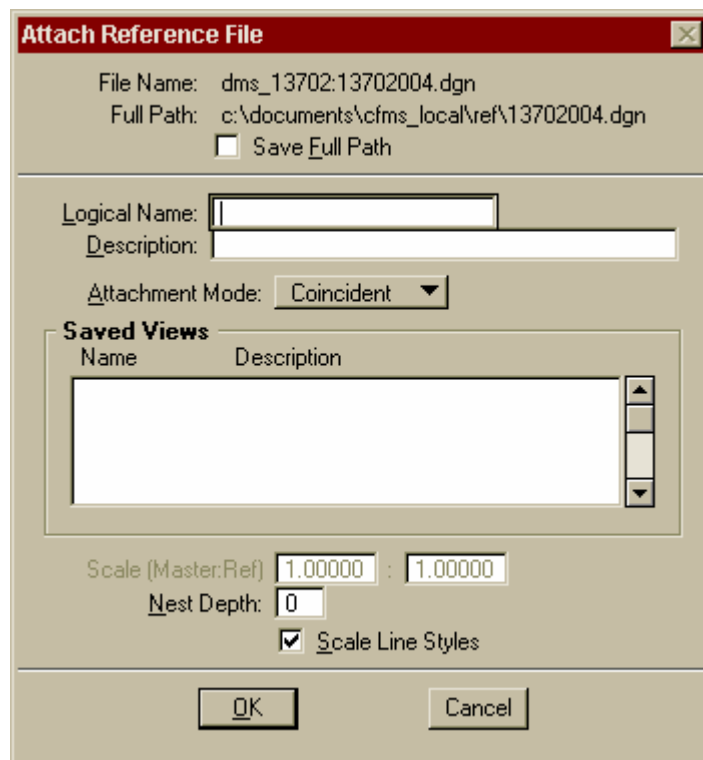 Attach Reference File
File Name: dms_13702:13702004.dgn
Full Path: c:\documents\cfms_local\ref\13702004.dgn
Save Full Path
Logical Name:
Description:
Attachment Mode: Coincident
Saved Views
Name Description
Scale (Master:Ref) 1.00000 : 1.00000
Nest Depth: 0
Scale Line Styles
OK Cancel